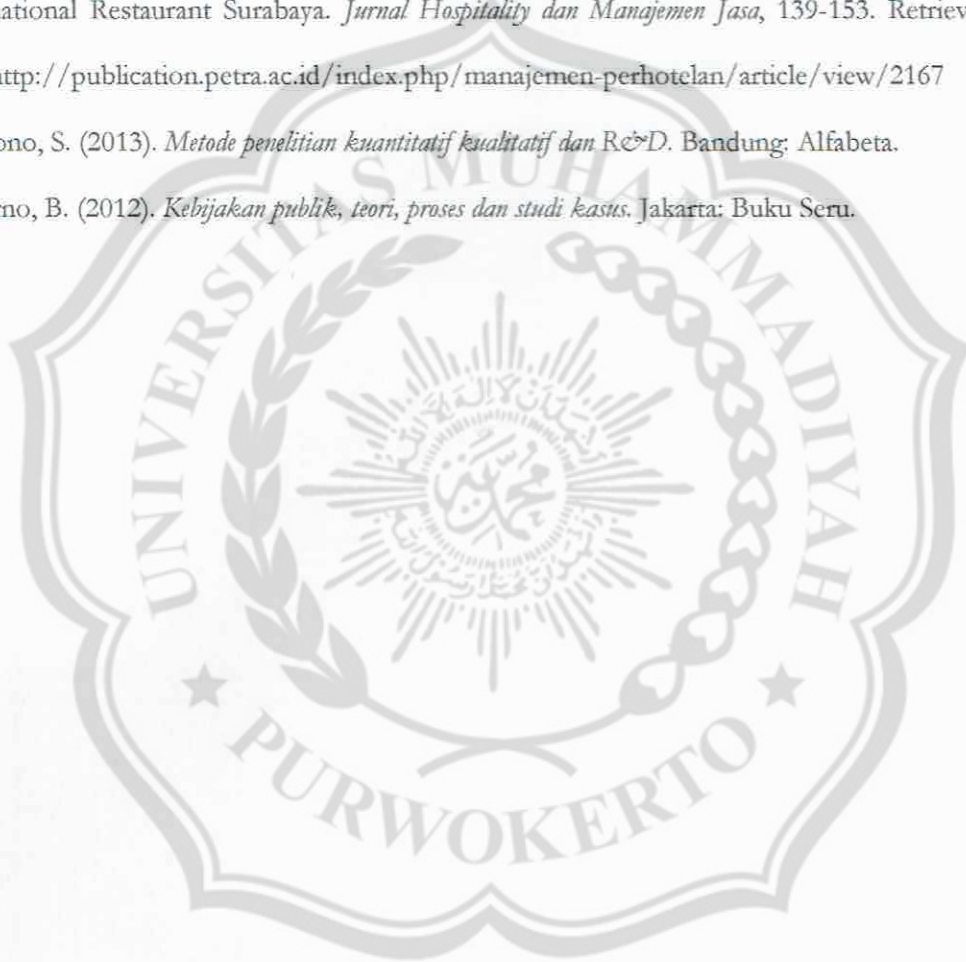 ational Restaurant Surabaya. Jurnal Hospitality dan Manajemen Jasa, 139-153. Retriev
ttp://publication.petra.ac.id/index.php/manajemen-perhotelan/article/view/2167
ono, S. (2013). Metode penelitian kuantitatif kualitatif dan R&D. Bandung: Alfabeta.
no, B. (2012). Kebijakan publik, teori, proses dan studi kasus. Jakarta: Buku Seru.
UNIVERSITAS MUHAMMADIYAH
PURWOKERTO